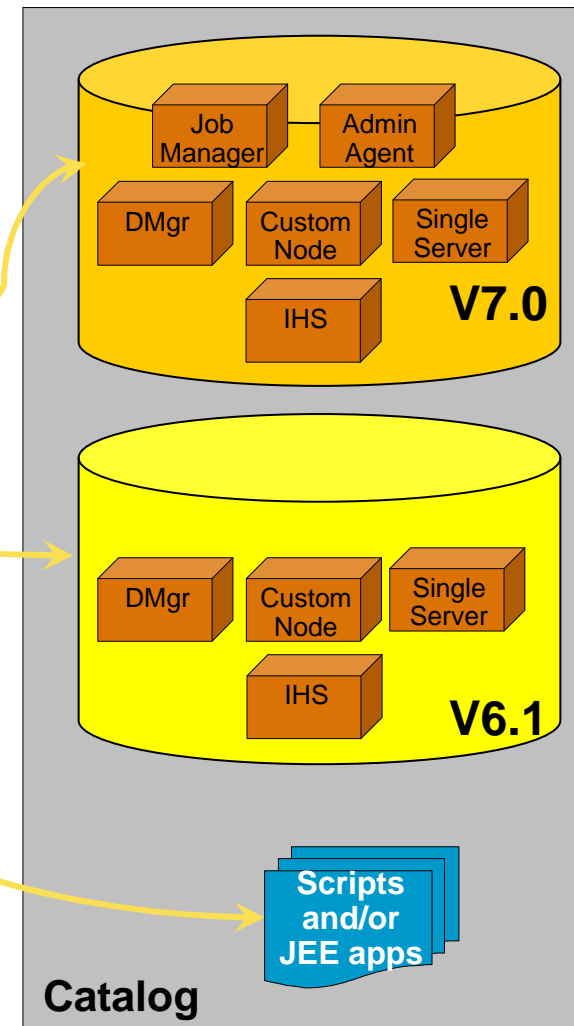 Job
Manager
Admin
Agent
DMgr
Custom
Node
Single
Server
IHS
V7.0
DMgr
Custom
Node
Single
Server
IHS
V6.1
Scripts
and/or
JEE apps
Catalog